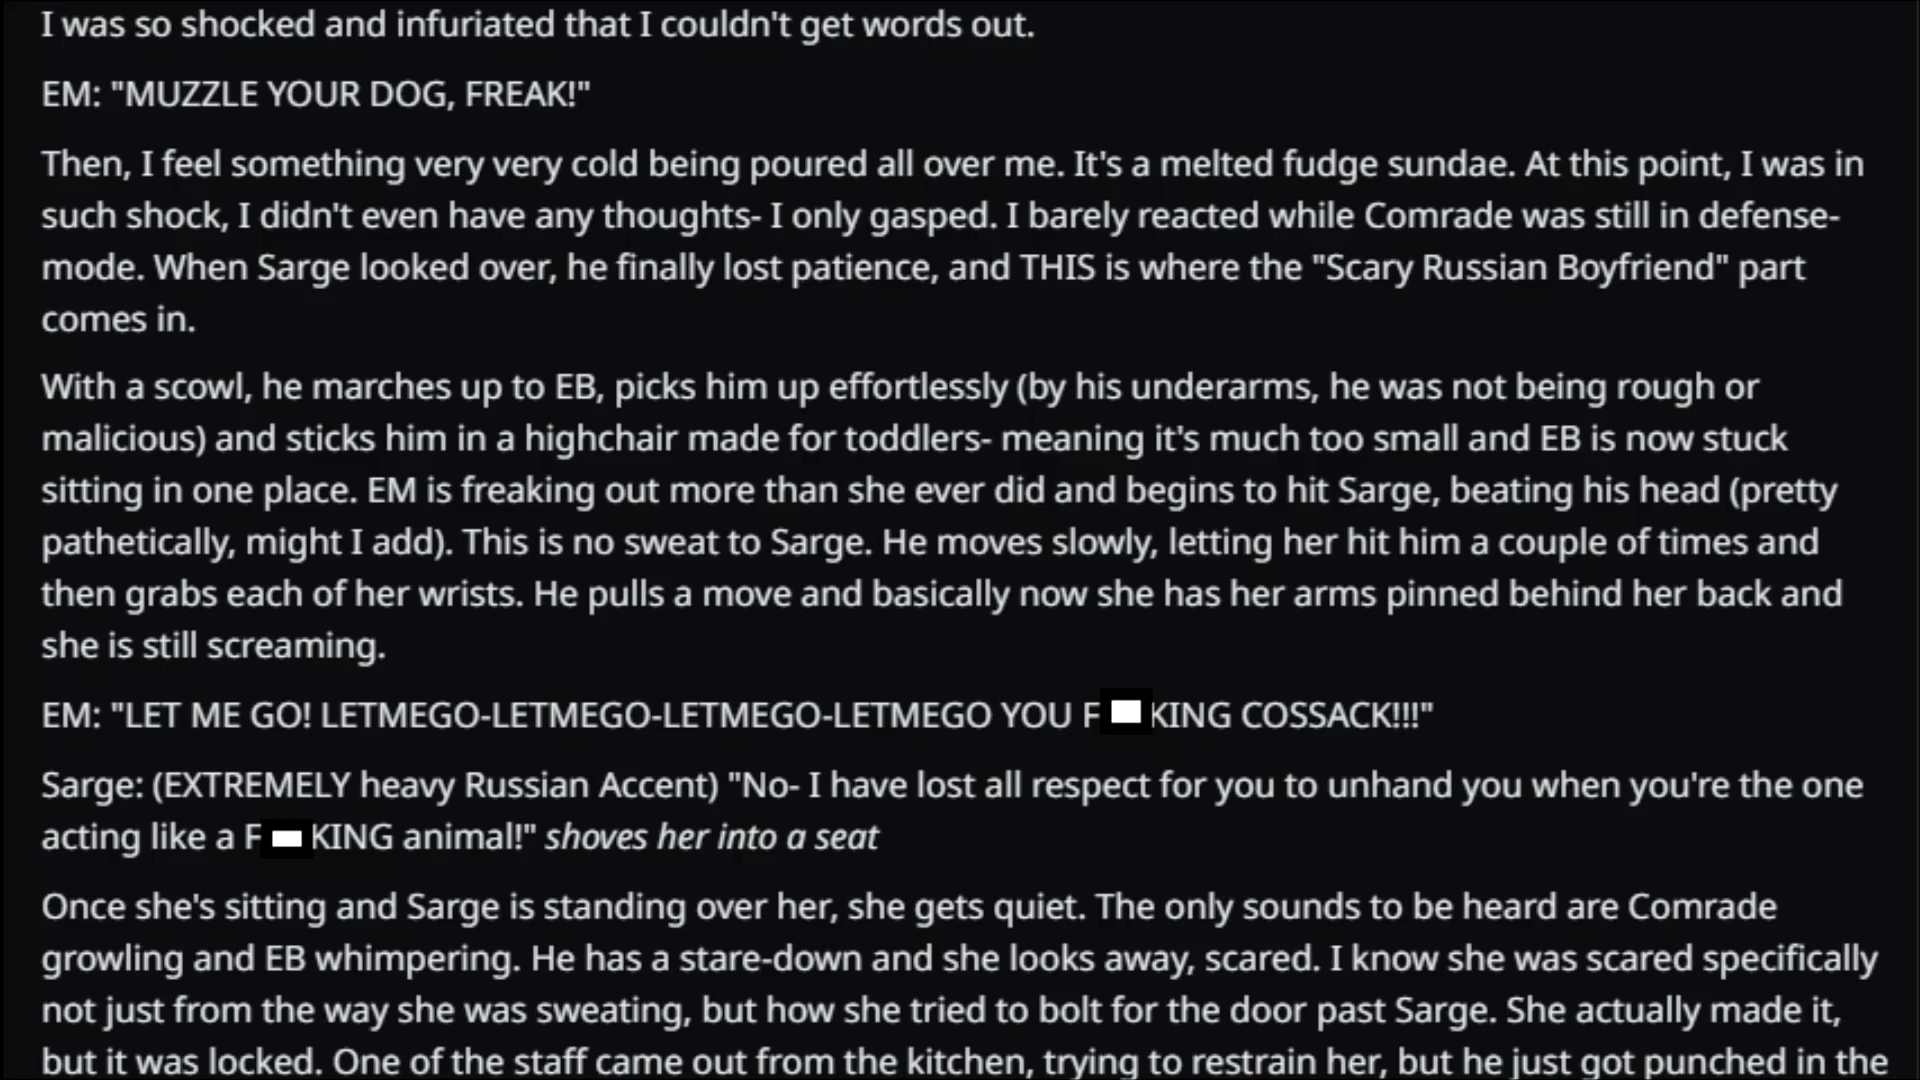 I was so shocked and infuriated that I couldn't get words out.
EM: "MUZZLE YOUR DOG, FREAK!"
Then, I feel something very very cold being poured all over me. It's a melted fudge sundae. At this point, I was in
such shock, I didn't even have any thoughts- I only gasped. I barely reacted while Comrade was still in defense-
mode. When Sarge looked over, he finally lost patience, and THIS is where the "Scary Russian Boyfriend" part
comes in.
With a scowl, he marches up to EB, picks him up effortlessly (by his underarms, he was not being rough or
malicious) and sticks him in a highchair made for toddlers- meaning it's much too small and EB is now stuck
sitting in one place. EM is freaking out more than she ever did and begins to hit Sarge, beating his head (pretty
pathetically, might I add). This is no sweat to Sarge. He moves slowly, letting her hit him a couple of times and
then grabs each of her wrists. He pulls a move and basically now she has her arms pinned behind her back and
she is still screaming.
EM: "LET ME GO! LETMEGO-LETMEGO-LETMEGO-LETMEGO YOU F KING COSSACK!!!"
Sarge: (EXTREMELY heavy Russian Accent) "No- I have lost all respect for you to unhand you when you're the one
acting like a F KING animal!" shoves her into a seat
Once she's sitting and Sarge is standing over her, she gets quiet. The only sounds to be heard are Comrade
growling and EB whimpering. He has a stare-down and she looks away, scared. I know she was scared specifically
not just from the way she was sweating, but how she tried to bolt for the door past Sarge. She actually made it,
but it was locked. One of the staff came out from the kitchen, trying to restrain her, but he just got punched in the